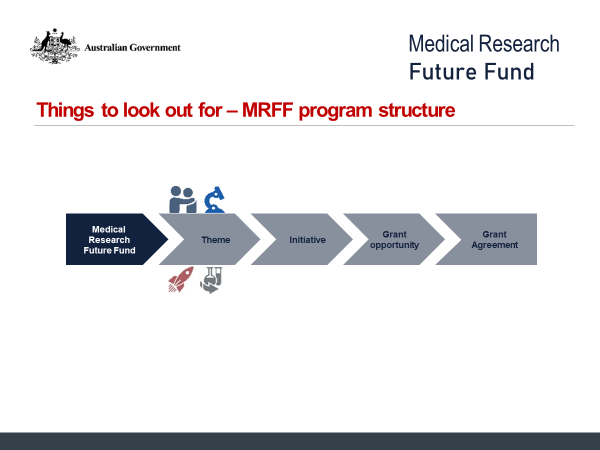 Australian Government
Medical Research
Future Fund
Things to look out for – MRFF program structure
Medical
Research
Future Fund
Theme
Initiative
Grant
opportunity
Grant
Agreement